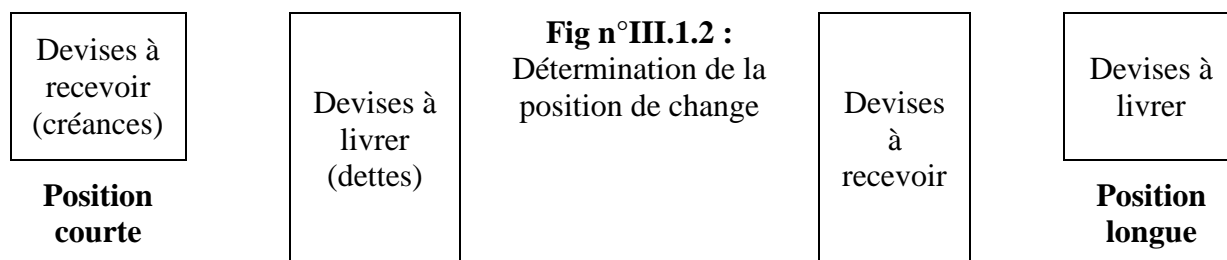 Devises à
recevoir
(créances)
Position
courte
Devises à
livrer
(dettes)
Fig n°III.1.2 :
Détermination de la
position de change
Devises
à
recevoir
Devises à
livrer
Position
longue